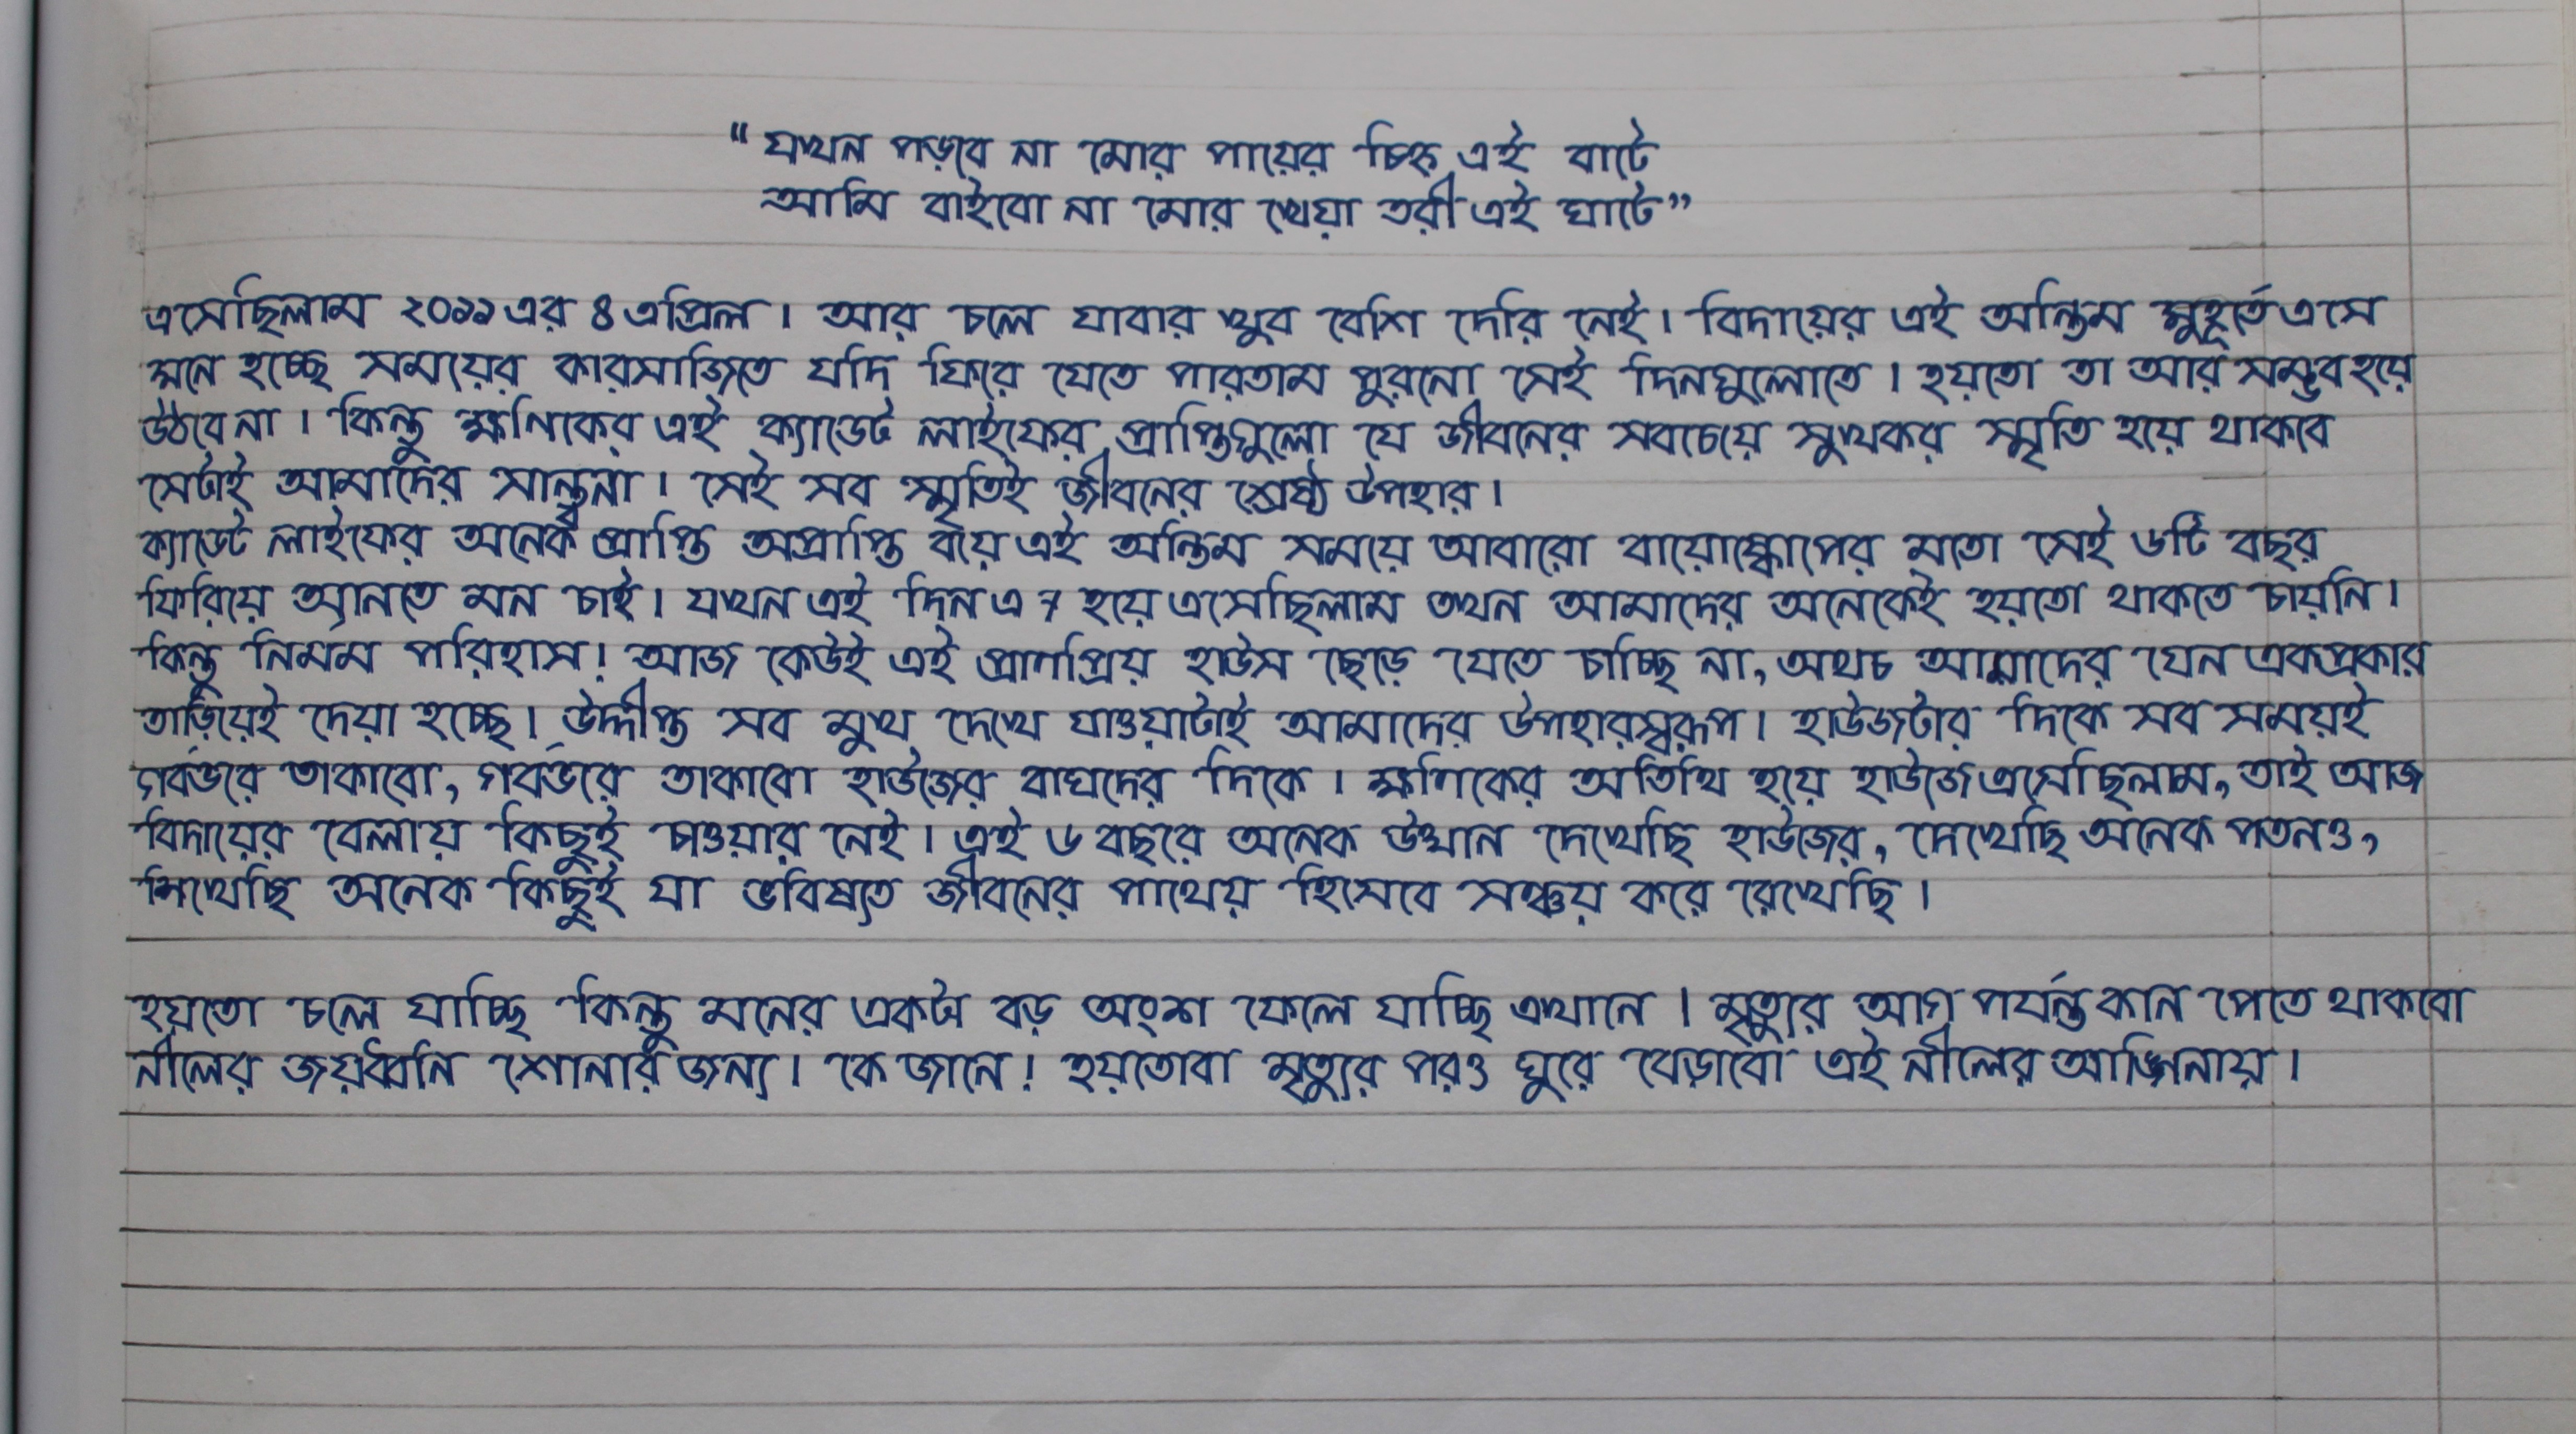 “যখন পড়বে না মোর পায়ের চিহ্ন এই বাটে
আমি বাইবো না মোর খেয়া তরী এই ঘাটে”
এসেছিলাম ২০১১ এর ৪ এপ্রিল। আর চলে যাবার খুব বেশি দেরি নেই। বিদায়ের এই অন্তিম মুহূর্তে এসে
মনে হচ্ছে সময়ের কারসাজিতে যদি ফিরে যেতে পারতাম পুরনো সেই দিনগুলোতে। হয়তো তা আর সম্ভব হয়ে
উঠবে না। কিন্তু ক্ষণিকের এই ক্যাডেট লাইফের প্রাপ্তিগুলো যে জীবনের সবচেয়ে সুখকর স্মৃতি হয়ে থাকবে
সেটাই আমাদের সান্ত্বনা। সেই সব স্মৃতিই জীবনের শ্রেষ্ঠ উপহার।
ক্যাডেট লাইফের অনেক প্রাপ্তি অপ্রাপ্তি বয়ে এই অন্তিম সময়ে আবারো বায়োস্কোপের মতো সেই ৬টি বছর
ফিরিয়ে আনতে মন চাই। যখন এই দিন এ হয়ে এসেছিলাম তখন আমাদের অনেকেই হয়তো থাকতে চায়নি।
কিন্তু নির্মম পরিহাস! আজ কেউই এই প্রাণপ্রিয় হাউস ছেড়ে যেতে চাচ্ছি না, অথচ আমাদের যেন একপ্রকার
তাড়িয়েই দেয়া হচ্ছে। উদ্দীপ্ত সব মুখ দেখে যাওয়াটাই আমাদের উপহারস্বরূপ। হাউজটার দিকে সব সময়ই
গর্বভরে তাকাবো, গর্বভরে তাকাবো হাউজের বাঘদের দিকে। ক্ষণিকের অতিথি হয়ে হাউজে এসেছিলাম, তাই আজ
বিদায়ের বেলায় কিছুই চাওয়ার নেই। এই ৬ বছরে অনেক উত্থান দেখেছি হাউজের, দেখেছি অনেক পতনও,
শিখেছি অনেক কিছুই যা ভবিষ্যত জীবনের পাথেয় হিসেবে সঞ্চয় করে রেখেছি।
হয়তো চলে যাচ্ছি কিন্তু মনের একটা বড় অংশ ফেলে যাচ্ছি এখানে। মৃত্যুর আগ পর্যন্ত কান পেতে থাকবো
নীলের জয়ধ্বনি শোনার জন্য। কে জানে! হয়তোবা মৃত্যুর পরও ঘুরে বেড়াবো এই নীলের আঙ্গিনায়।